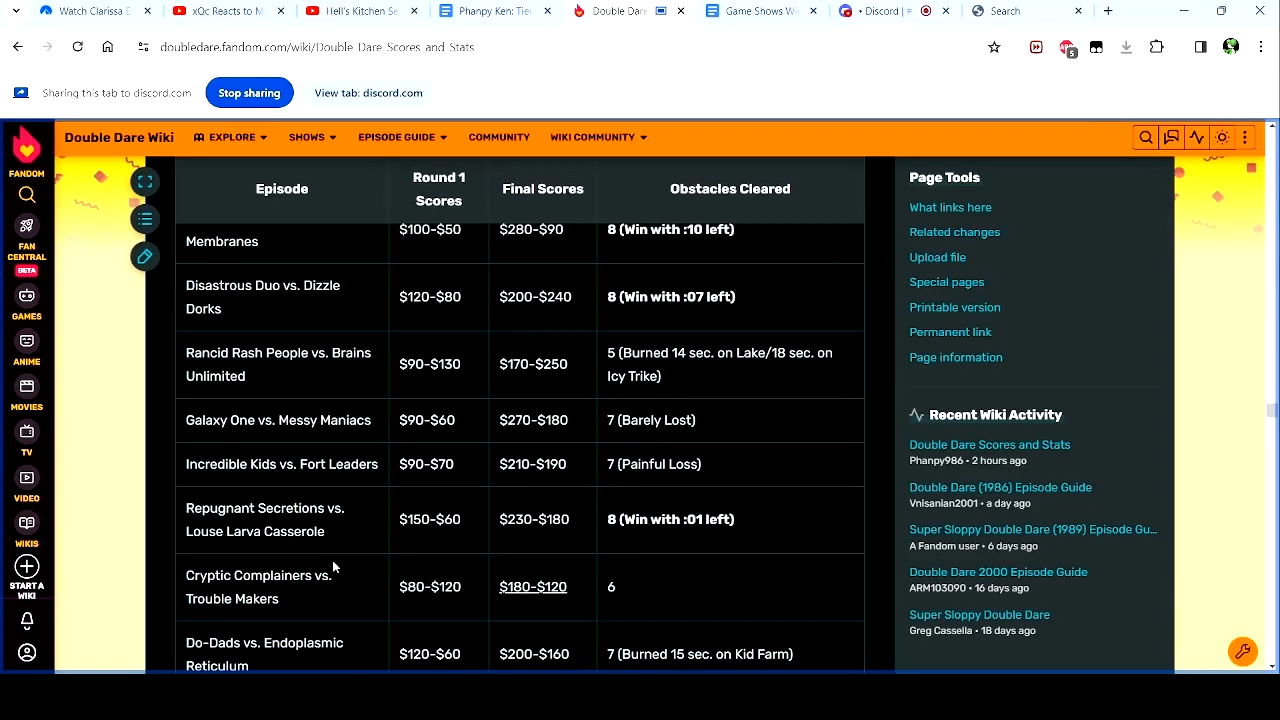 Watch Clarissa E
xQc Reacts to M
Hell's Kitchen Se
Phanpy Ken: Tie
Double Dare
Game Shows Wi
• Discord | #
Search
doubledare.fandom.com/wiki/Double_Dare_Scores_and_Stats
5
Sharing this tab to discord.com
Stop sharing
View tab: discord.com
FANDOM
FAN CENTRAL
BETA
GAMES
ANIME
MOVIES
TV
VIDEO
WIKIS
START A WIKI
Double Dare Wiki
EXPLORE
SHOWS
EPISODE GUIDE
COMMUNITY
WIKI COMMUNITY
Episode
Round 1 Scores
Final Scores
Obstacles Cleared
Membranes
$100-$50
$280-$90
8 (Win with :10 left)
Disastrous Duo vs. Dizzle
Dorks
$120-$80
$200-$240
8 (Win with :07 left)
Rancid Rash People vs. Brains
Unlimited
$90-$130
$170-$250
5 (Burned 14 sec. on Lake/18 sec. on
Icy Trike)
Galaxy One vs. Messy Maniacs
$90-$60
$270-$180
7 (Barely Lost)
Incredible Kids vs. Fort Leaders
$90-$70
$210-$190
7 (Painful Loss)
Repugnant Secretions vs.
Louse Larva Casserole
$150-$60
$230-$180
8 (Win with :01 left)
Cryptic Complainers vs.
Trouble Makers
$80-$120
$180-$120
6
Do-Dads vs. Endoplasmic
Reticulum
$120-$60
$200-$160
7 (Burned 15 sec. on Kid Farm)
Page Tools
What links here
Related changes
Upload file
Special pages
Printable version
Permanent link
Page information
Recent Wiki Activity
Double Dare Scores and Stats
Phanpy986 • 2 hours ago
Double Dare (1986) Episode Guide
Vnisanian2001 • a day ago
Super Sloppy Double Dare (1989) Episode Gu...
A Fandom user • 6 days ago
Double Dare 2000 Episode Guide
ARM103090 • 16 days ago
Super Sloppy Double Dare
Greg Cassella • 18 days ago